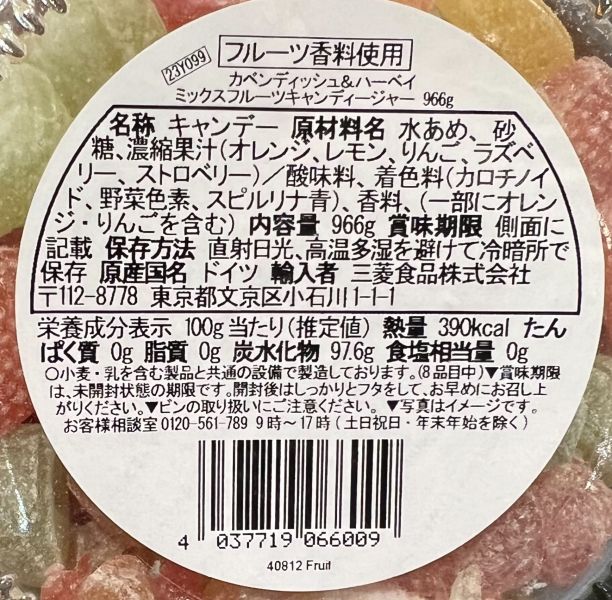 23Y099
フルーツ香料使用
カベンディッシュ&ハーベイ
ミックスフルーツキャンディージャー 966g
名称 キャンデー 原材料名 水あめ、砂
糖、濃縮果汁(オレンジ、レモン、りんご、ラズベ
リー、ストロベリー)/酸味料、着色料(カロチノイ
ド、野菜色素、スピルリナ青)、香料、(一部にオレン
ジ・りんごを含む) 内容量 966g 賞味期限 側面に
記載 保存方法 直射日光、高温多湿を避けて冷暗所で
保存 原産国名 ドイツ 輸入者 三菱食品株式会社
〒112-8778 東京都文京区小石川1-1-1
栄養成分表示 100g当たり(推定値) 熱量 390kcal たん
ぱく質 0g 脂質 0g 炭水化物 97.6g 食塩相当量 0g
○小麦・乳を含む製品と共通の設備で製造しております。(8品目中)▼賞味期限
は、未開封状態の期限です。開封後はしっかりとフタをして、お早めにお召し上
がりください。▼ビンの取り扱いにご注意ください。▼写真はイメージです。
お客様相談室 0120-561-789 9時~17時(土日祝日・年末年始を除く)
4 037719 066009
40812 Fruit